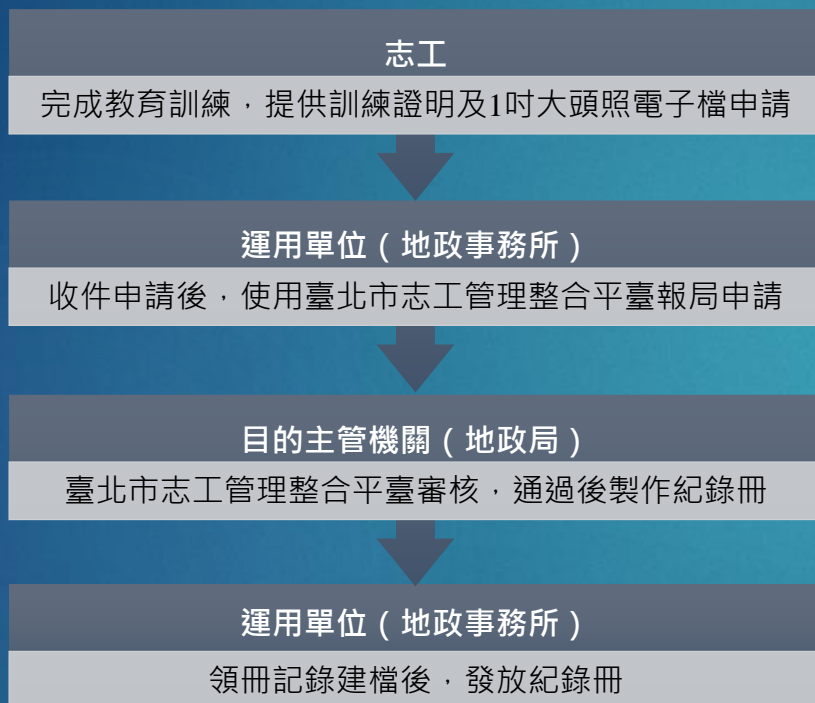 志工
完成教育訓練，提供訓練證明及1吋大頭照電子檔申請
運用單位（地政事務所）
收件申請後，使用臺北市志工管理整合平臺報局申請
目的主管機關（地政局）
臺北市志工管理整合平臺審核，通過後製作紀錄冊
運用單位（地政事務所）
領冊記錄建檔後，發放紀錄冊